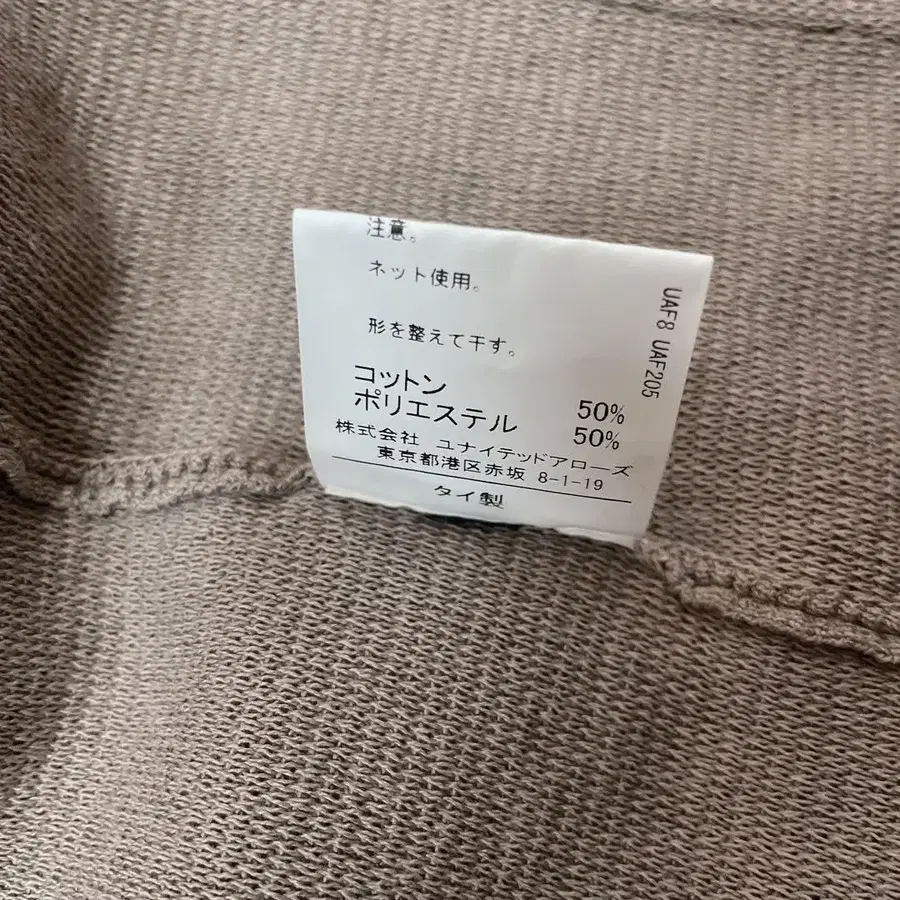 注意。
ネット使用。
形を整えて干す。
コットン 50%
ポリエステル 50%
株式会社 ユナイテッドアローズ
東京都港区赤坂 8-1-19
タイ製
UAF8 UAF205